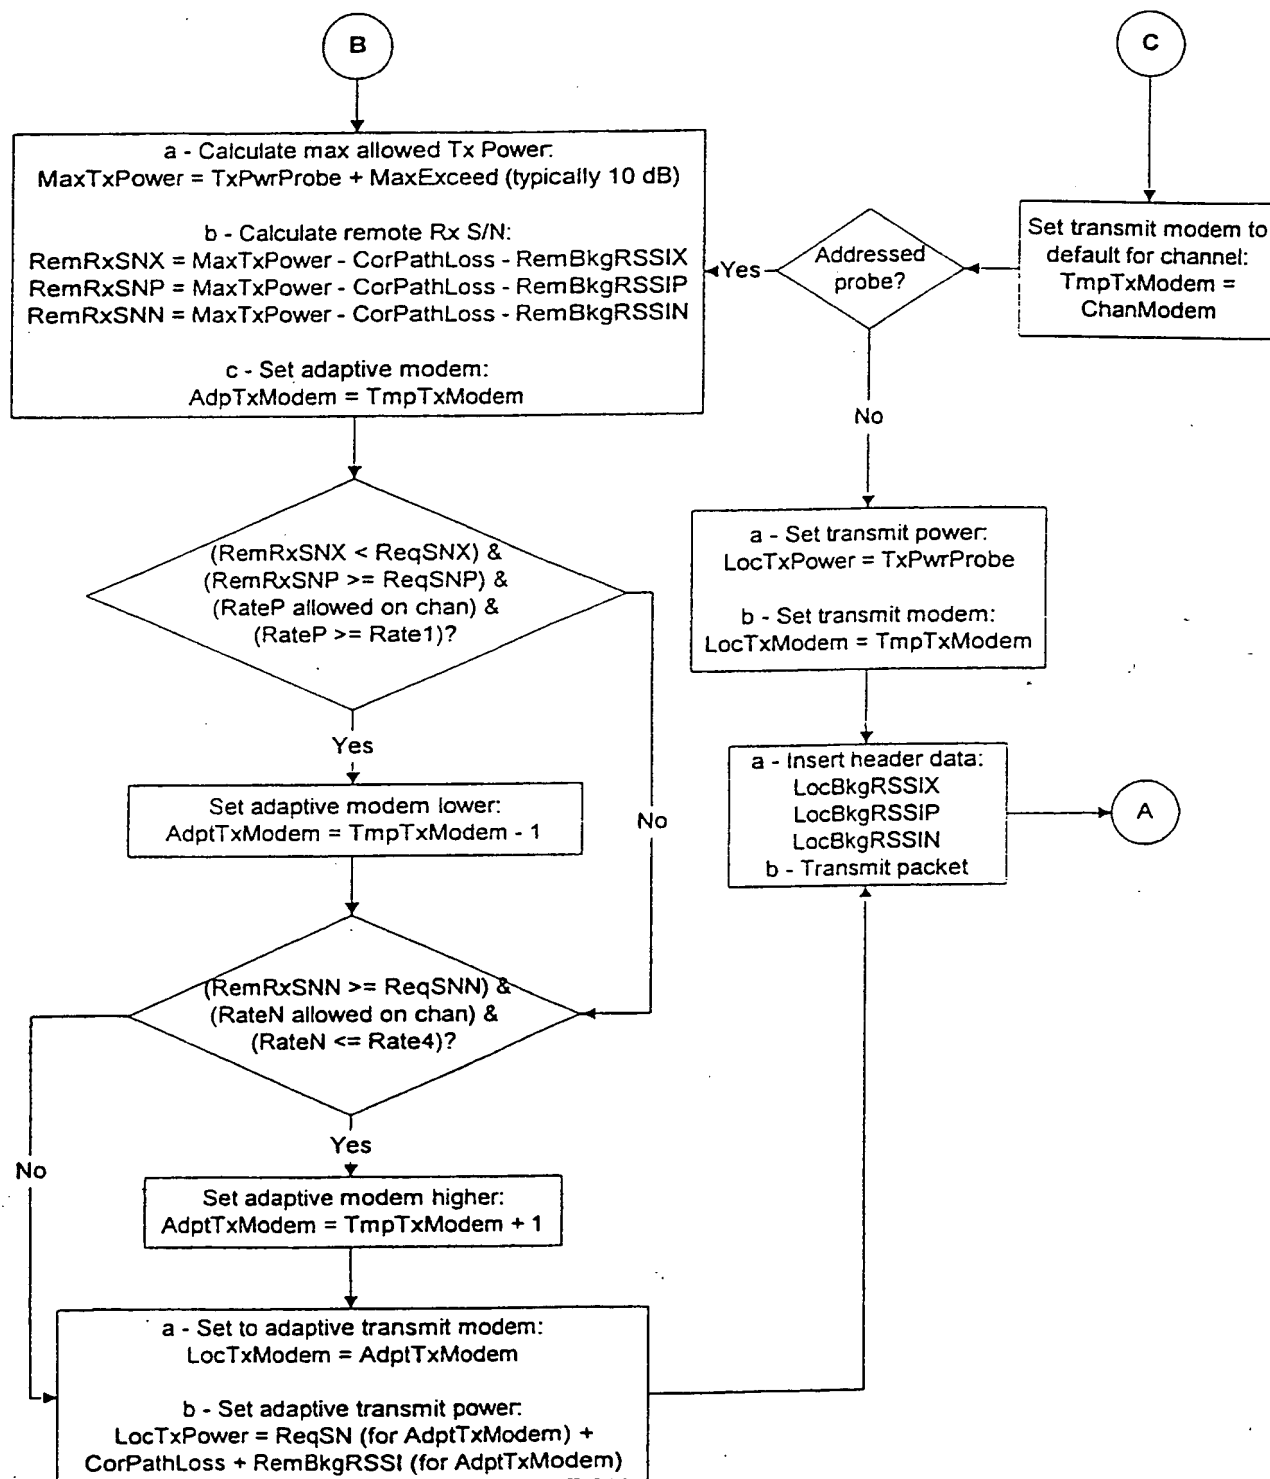 B
C
a - Calculate max allowed Tx Power:
MaxTxPower = TxPwrProbe + MaxExceed (typically 10 dB)
b - Calculate remote Rx S/N:
RemRxSNX = MaxTxPower - CorPathLoss - RemBkgRSSIX
RemRxSNP = MaxTxPower - CorPathLoss - RemBkgRSSIP
RemRxSNN = MaxTxPower - CorPathLoss - RemBkgRSSIN
c - Set adaptive modem:
AdpTxModem = TmpTxModem
Yes
Addressed
probe?
Set transmit modem to
default for channel:
TmpTxModem =
ChanModem
No
(RemRxSNX < ReqSNX) &
(RemRxSNP >= ReqSNP) &
(RateP allowed on chan) &
(RateP >= Rate1)?
a - Set transmit power:
LocTxPower = TxPwrProbe
b - Set transmit modem:
LocTxModem = TmpTxModem
Yes
No
Set adaptive modem lower:
AdptTxModem = TmpTxModem - 1
a - Insert header data:
LocBkgRSSIX
LocBkgRSSIP
LocBkgRSSIN
b - Transmit packet
A
(RemRxSNN >= ReqSNN) &
(RateN allowed on chan) &
(RateN <= Rate4)?
Yes
No
Set adaptive modem higher:
AdptTxModem = TmpTxModem + 1
a - Set to adaptive transmit modem:
LocTxModem = AdptTxModem
b - Set adaptive transmit power:
LocTxPower = ReqSN (for AdptTxModem) +
CorPathLoss + RemBkgRSSI (for AdptTxModem)